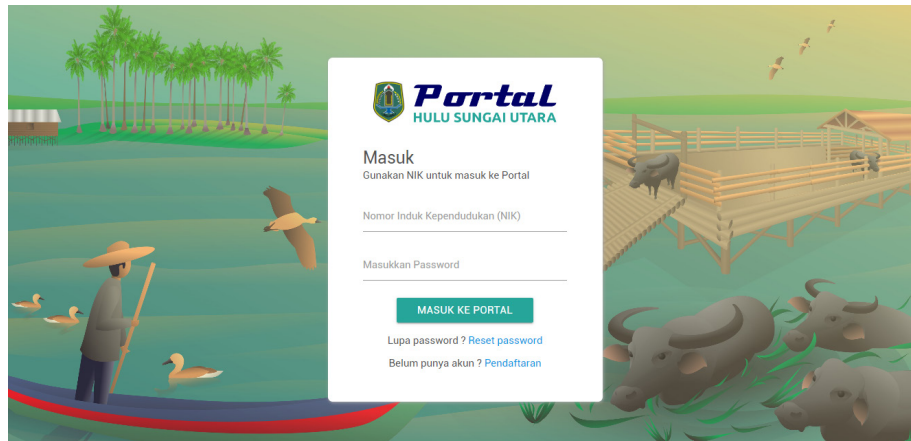 Portal
HULU SUNGAI UTARA
Masuk
Gunakan NIK untuk masuk ke Portal
Nomor Induk Kependudukan (NIK)
Masukkan Password
MASUK KE PORTAL
Lupa password ? Reset password
Belum punya akun ? Pendaftaran